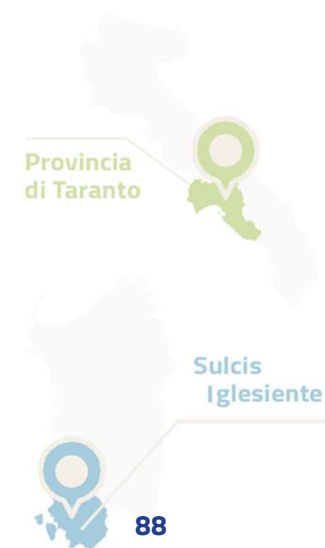 Provincia
di Taranto
Sulcis
Iglesiente
88